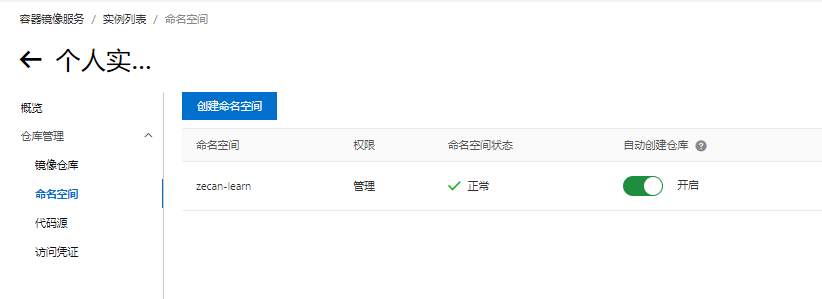 容器镜像服务 / 实例列表 / 命名空间
个人实...
概览
仓库管理
镜像仓库
命名空间
代码源
访问凭证
创建命名空间
命名空间 权限 命名空间状态 自动创建仓库
zecan-learn 管理 正常 开启